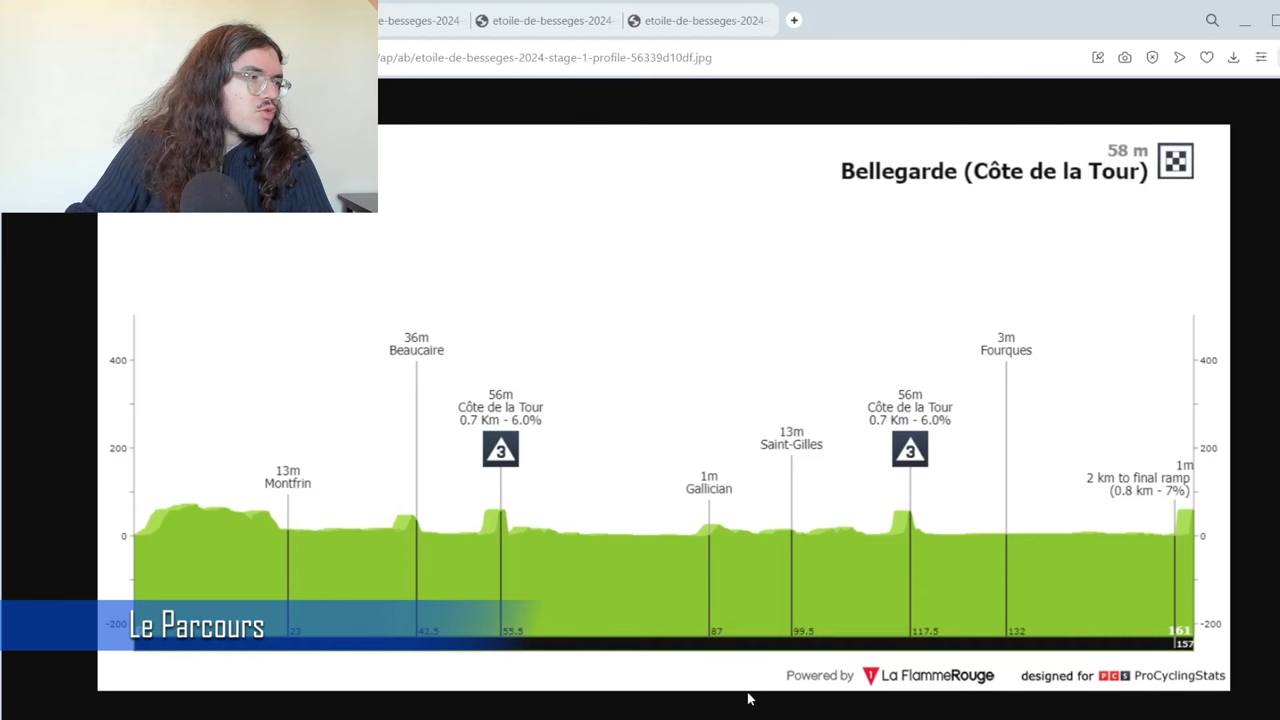 e-besseges-2024-
etoile-de-besseges-2024-
etoile-de-besseges-2024-
/ap/ab/etoile-de-besseges-2024-stage-1-profile-56339d10df.jpg
58 m
Bellegarde (Côte de la Tour)
36m
Beaucaire
3m
Fourques
400
400
56m
Côte de la Tour
0.7 Km - 6.0%
3
56m
Côte de la Tour
0.7 Km - 6.0%
3
13m
Saint-Gilles
200
200
13m
Montfrin
1m
Gallician
1m
2 km to final ramp
(0.8 km - 7%)
0
0
Le Parcours
-200
-200
23
42.5
55.5
87
99.5
117.5
132
161
157
Powered by
La FlammeRouge
designed for
PCS
ProCyclingStats